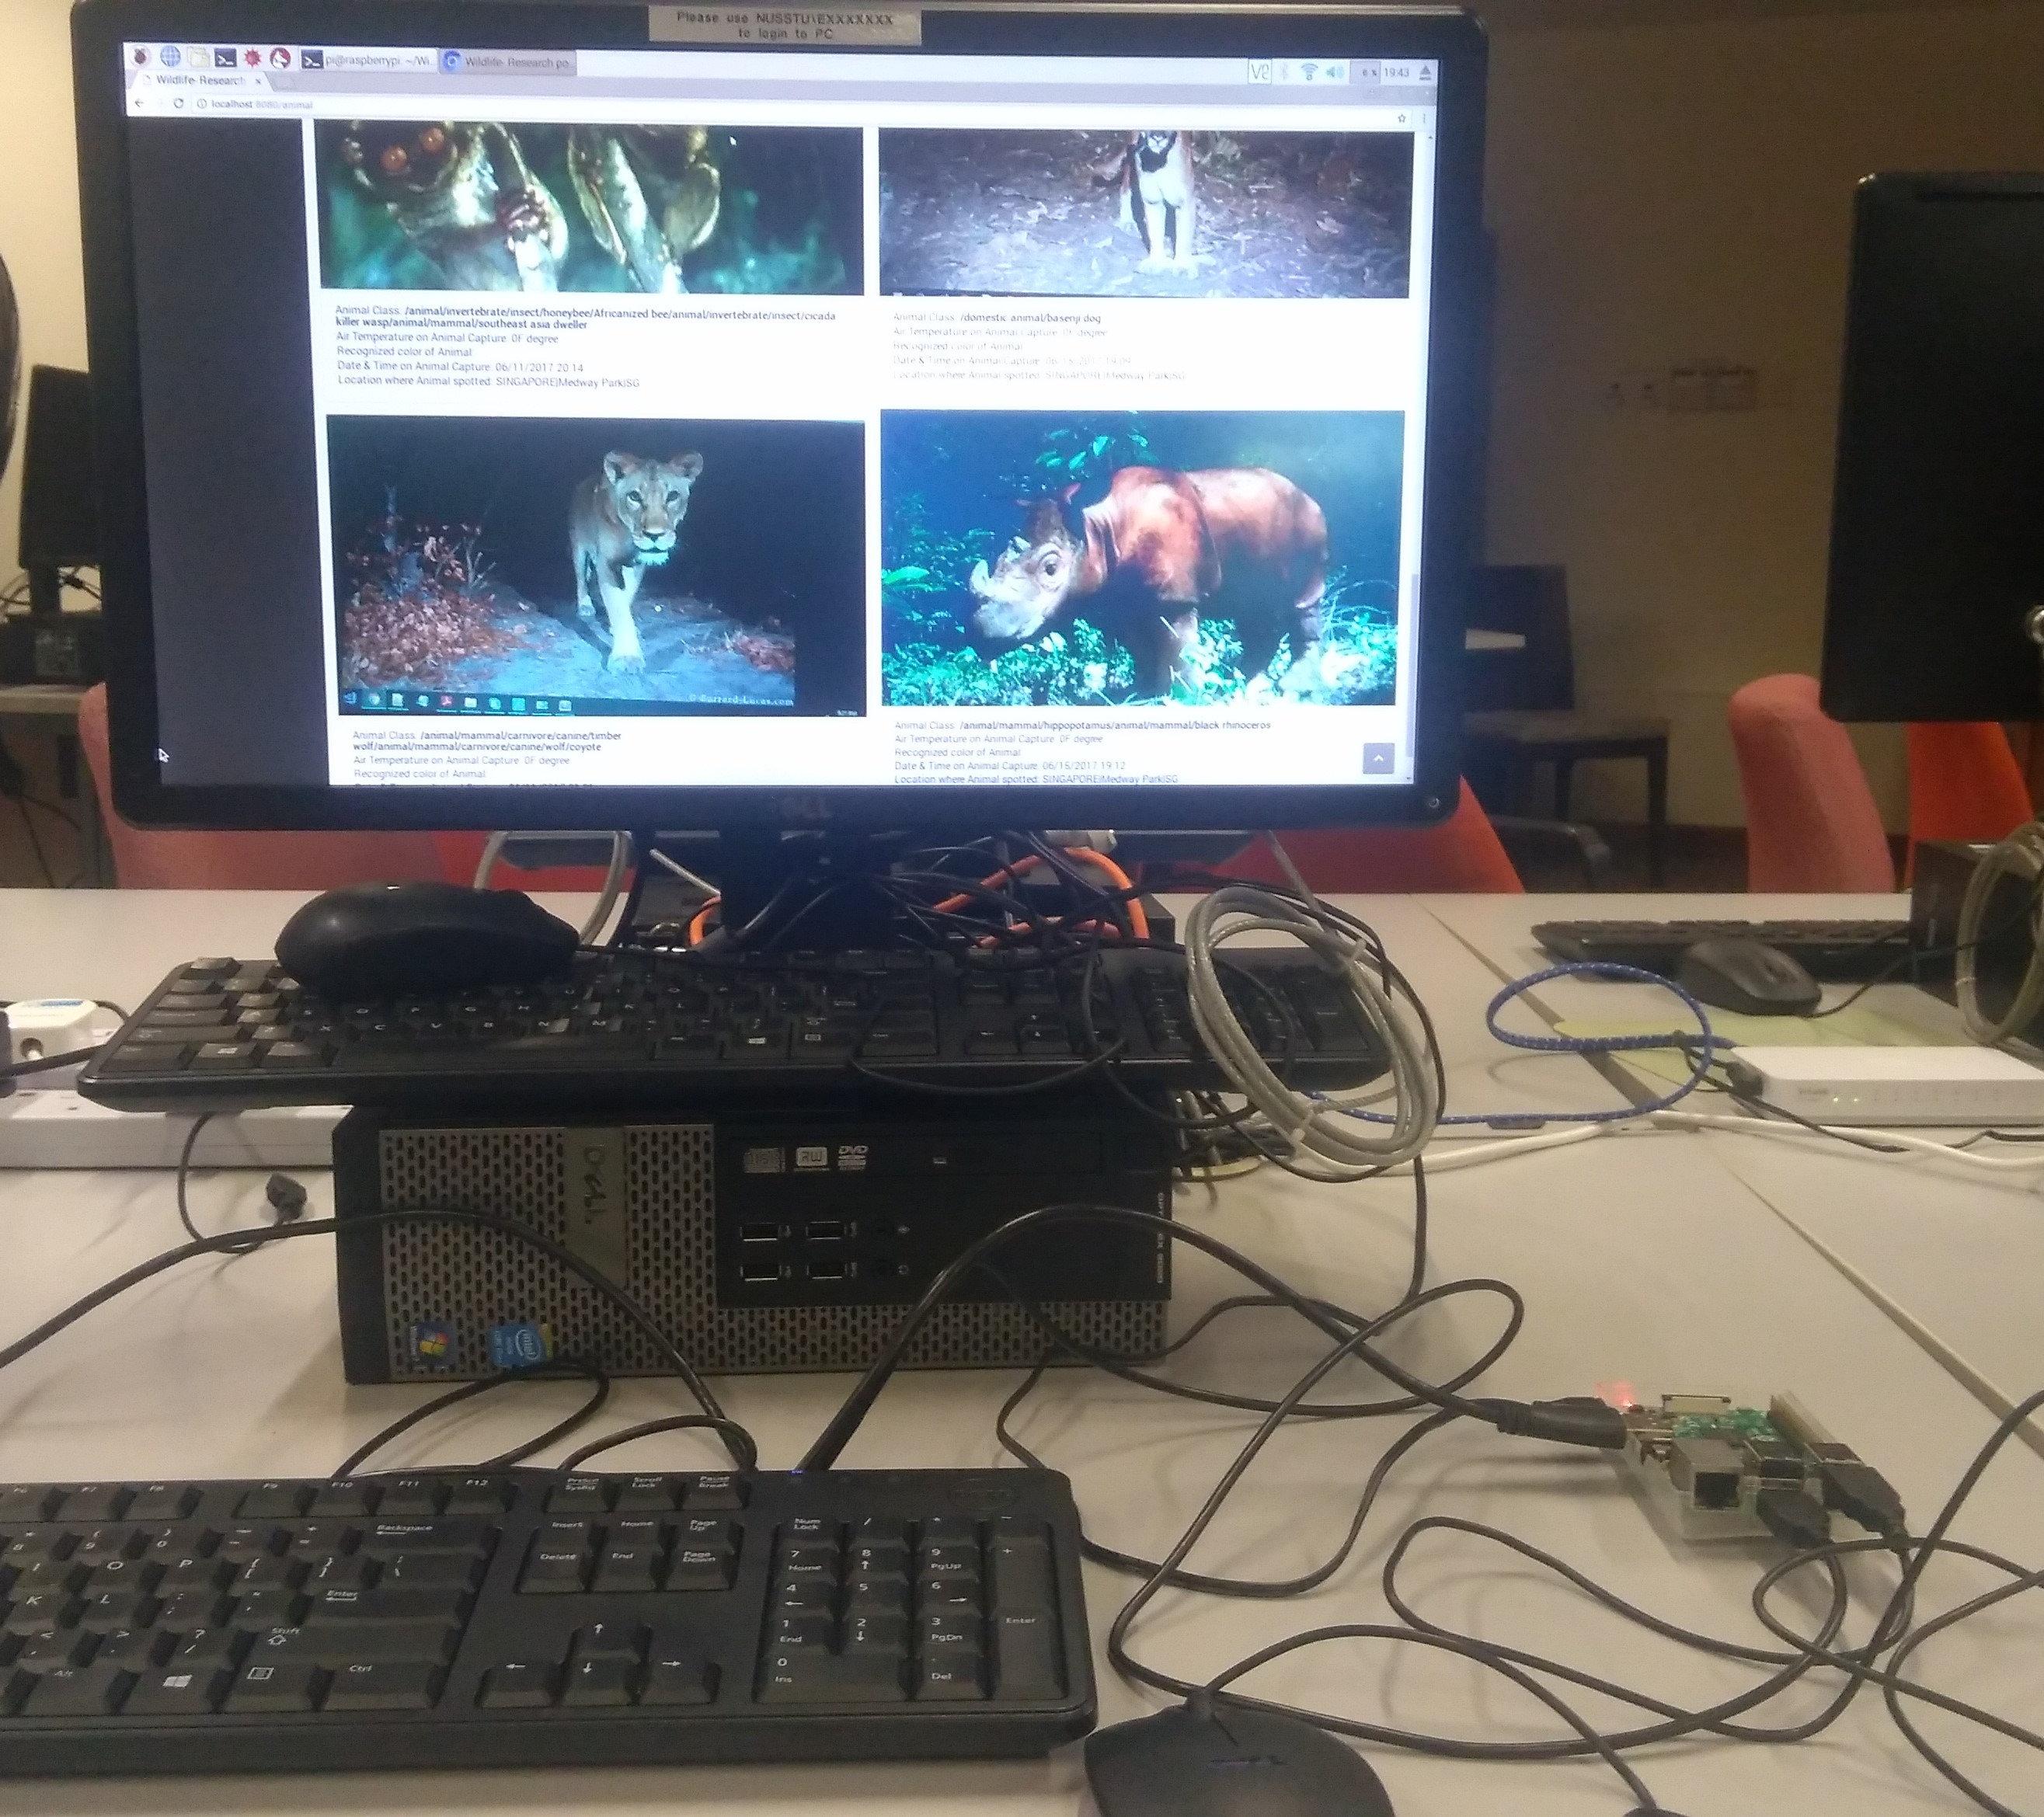 Please use NUSSTU\EXXXXXXX
to login to PC
pi@raspberrypi: ~/Wi...
Wildlife- Research po...
19:43
Wildlife- Research
localhost:8080/animal
Animal Class: /animal/invertebrate/insect/honeybee/Africanized bee/animal/invertebrate/insect/cicada
killer wasp/animal/mammal/southeast asia dweller
Air Temperature on Animal Capture: 0F degree
Recognized color of Animal
Date & Time on Animal Capture: 06/11/2017 20:14
Location where Animal spotted: SINGAPORE|Medway Park|SG
Animal Class: /domestic animal/basenji dog
Air Temperature on Animal Capture: 0F degree
Recognized color of Animal
Date & Time on Animal Capture:
Location where Animal spotted: SINGAPORE|Medway Park|SG
Animal Class: /animal/mammal/carnivore/canine/timber
wolf/animal/mammal/carnivore/canine/wolf/coyote
Air Temperature on Animal Capture: 0F degree
Recognized color of Animal
Animal Class: /animal/mammal/hippopotamus/animal/mammal/black rhinoceros
Air Temperature on Animal Capture: 0F degree
Recognized color of Animal
Date & Time on Animal Capture: 06/15/2017 19:12
Location where Animal spotted: SINGAPORE|Medway Park|SG
DELL
RW
DVD
intel
F7 F8 F9 F10 F11 F12
Scroll Lock
Pause Break
Backspace
Insert Home Page Up
Delete End Page Down
Num Lock / * -
7 Home 8 9 PgUp +
4 5 6
1 End 2 3 PgDn Enter
0 Ins . Del
I O P
K L
Enter
Shift
Alt Ctrl